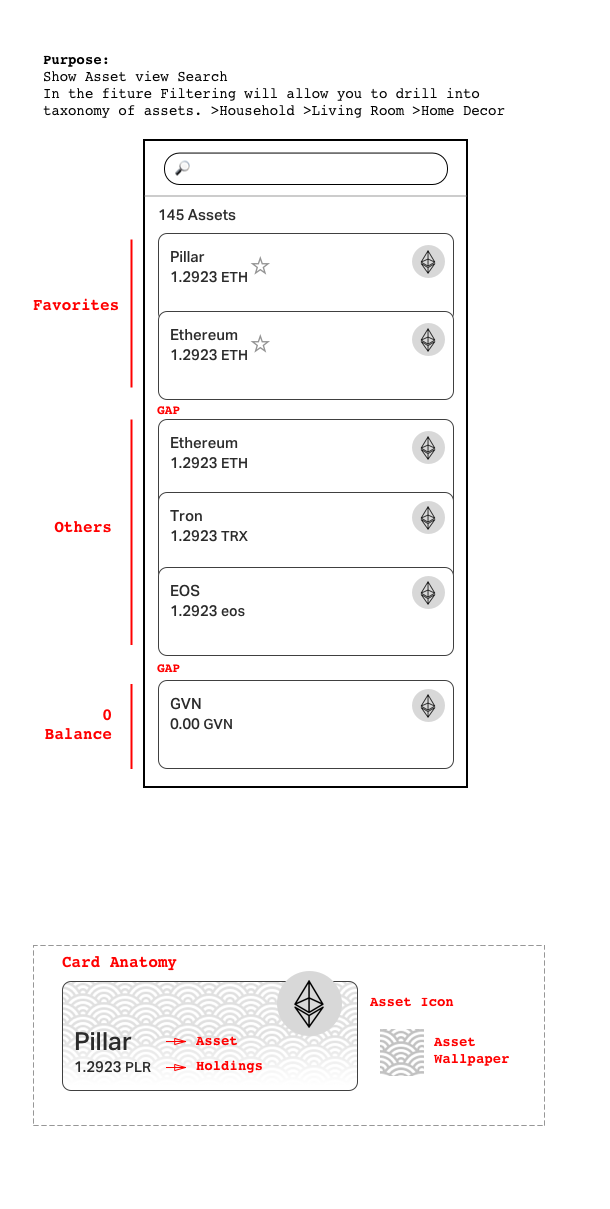 Purpose:
Show Asset view Search
In the fiture Filtering will allow you to drill into
taxonomy of assets. >Household >Living Room >Home Decor
145 Assets
Favorites
Pillar
1.2923 ETH
Ethereum
1.2923 ETH
GAP
Others
Ethereum
1.2923 ETH
Tron
1.2923 TRX
EOS
1.2923 eos
GAP
0
Balance
GVN
0.00 GVN
Card Anatomy
Pillar
Asset
1.2923 PLR
Holdings
Asset Icon
Asset
Wallpaper